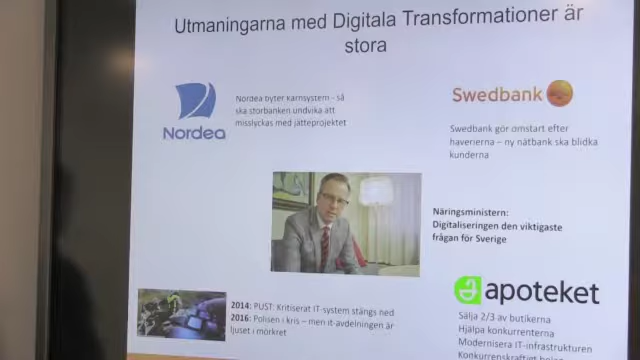 Utmaningarna med Digitala Transformationer är
stora
Nordea
Nordea byter kärnsystem - så
ska storbanken undvika att
misslyckas med jätteprojektet
Swedbank
Swedbank gör omstart efter
haverierna – ny nätbank ska blidka
kunderna
Näringsministern:
Digitaliseringen den viktigaste
frågan för Sverige
2014: PUST: Kritiserat IT-system stängs ned
2016: Polisen i kris – men it-avdelningen är
ljuset i mörkret
apoteket
Sälja 2/3 av butikerna
Hjälpa konkurrenterna
Modernisera IT-infrastrukturen
Konkurrenskraftigt